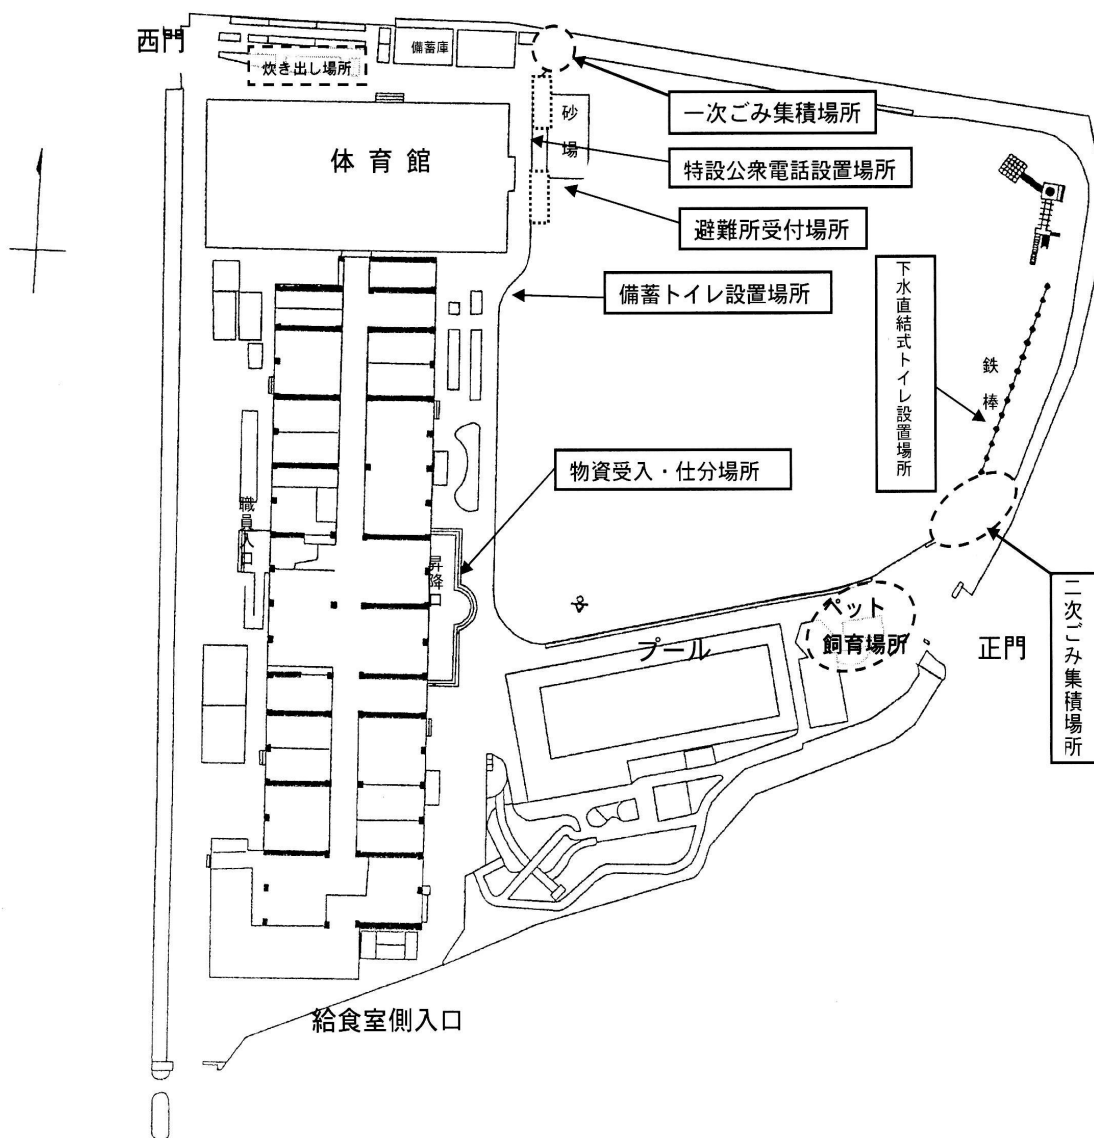 西門
備蓄庫
炊き出し場所
一次ごみ集積場所
砂場
体育館
特設公衆電話設置場所
避難所受付場所
備蓄トイレ設置場所
下水直結式トイレ設置場所
鉄棒
物資受入・仕分場所
職員入口
昇降口
二次ごみ集積場所
ペット
飼育場所
プール
正門
給食室側入口